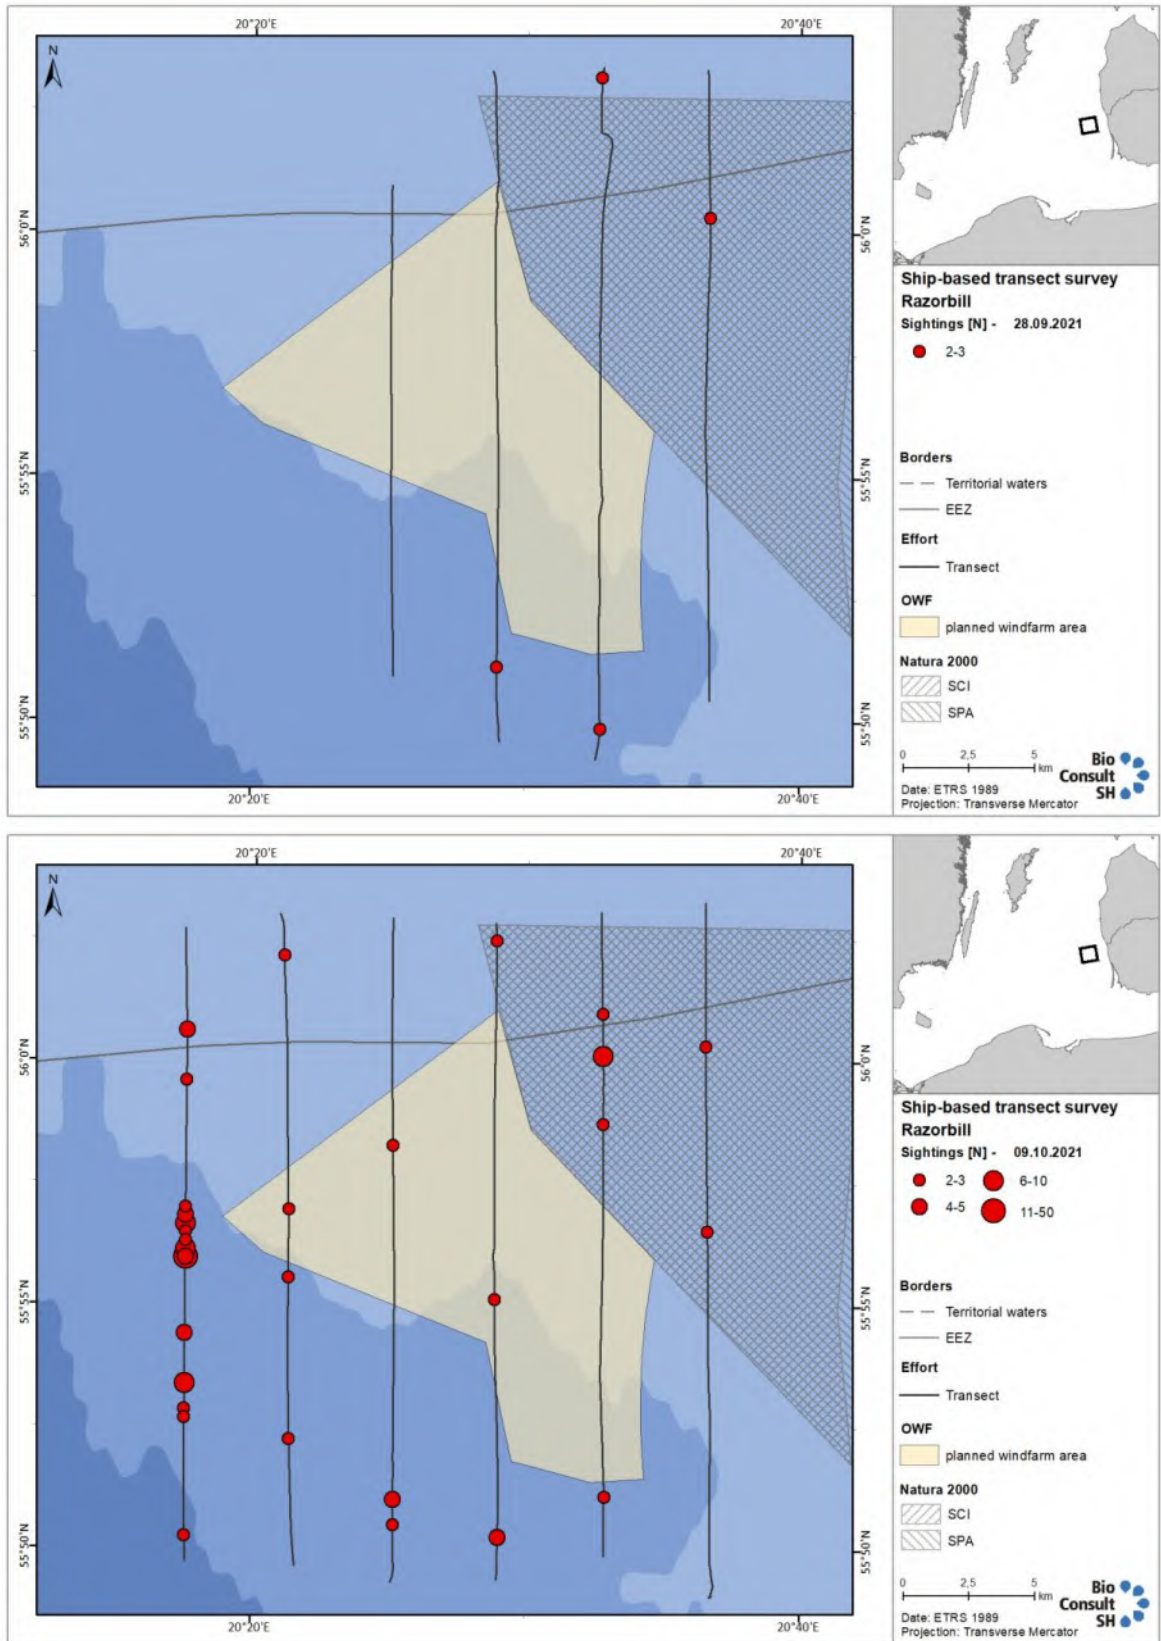 20°20'E
20°40'E
N
56°0'N
56°0'N
55°55'N
55°55'N
55°50'N
55°50'N
20°20'E
20°40'E
Ship-based transect survey
Razorbill
Sightings [N] - 28.09.2021
2-3
Borders
Territorial waters
EEZ
Effort
Transect
OWF
planned windfarm area
Natura 2000
SCI
SPA
0 2,5 5
km
Bio
Consult
SH
Date: ETRS 1989
Projection: Transverse Mercator
20°20'E
20°40'E
N
56°0'N
56°0'N
55°55'N
55°55'N
55°50'N
55°50'N
20°20'E
20°40'E
Ship-based transect survey
Razorbill
Sightings [N] - 09.10.2021
2-3 6-10
4-5 11-50
Borders
Territorial waters
EEZ
Effort
Transect
OWF
planned windfarm area
Natura 2000
SCI
SPA
0 2,5 5
km
Bio
Consult
SH
Date: ETRS 1989
Projection: Transverse Mercator